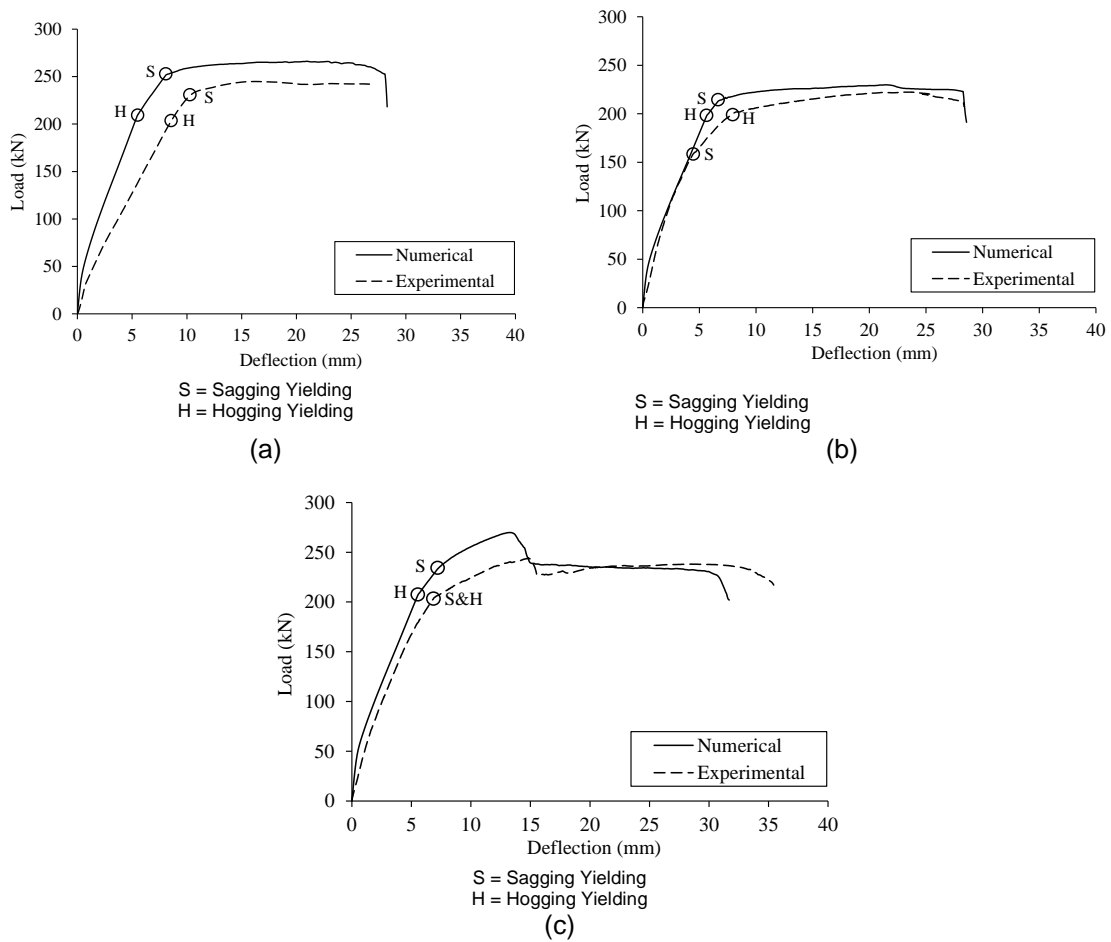 300
250
200
150
100
50
0
Load (kN)
S
H
S
H
Numerical
Experimental
0 5 10 15 20 25 30 35 40
Deflection (mm)
S = Sagging Yielding
H = Hogging Yielding
(a)
300
250
200
150
100
50
0
Load (kN)
S
H
H
S
Numerical
Experimental
0 5 10 15 20 25 30 35 40
Deflection (mm)
S = Sagging Yielding
H = Hogging Yielding
(b)
300
250
200
150
100
50
0
Load (kN)
S
H
S&H
Numerical
Experimental
0 5 10 15 20 25 30 35 40
Deflection (mm)
S = Sagging Yielding
H = Hogging Yielding
(c)